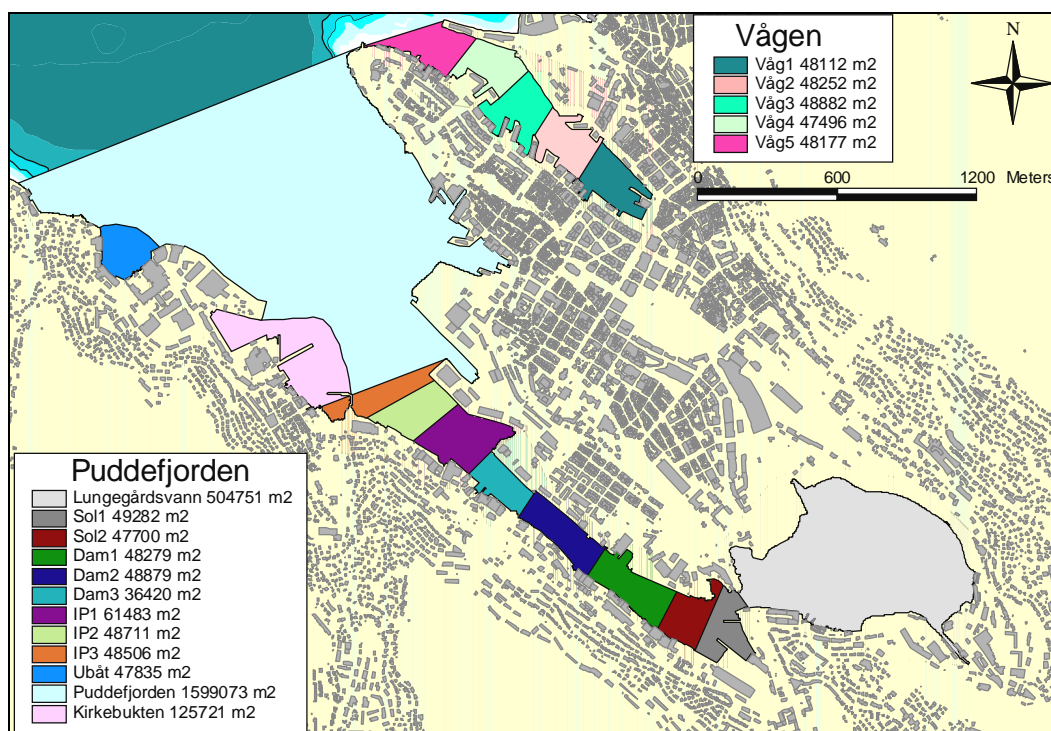 Vågen
Våg1 48112 m2
Våg2 48252 m2
Våg3 48882 m2
Våg4 47496 m2
Våg5 48177 m2
N
0 600 1200 Meters
Puddefjorden
Lungegårdsvann 504751 m2
Sol1 49282 m2
Sol2 47700 m2
Dam1 48279 m2
Dam2 48879 m2
Dam3 36420 m2
IP1 61483 m2
IP2 48711 m2
IP3 48506 m2
Ubåt 47835 m2
Puddefjorden 1599073 m2
Kirkebukten 125721 m2